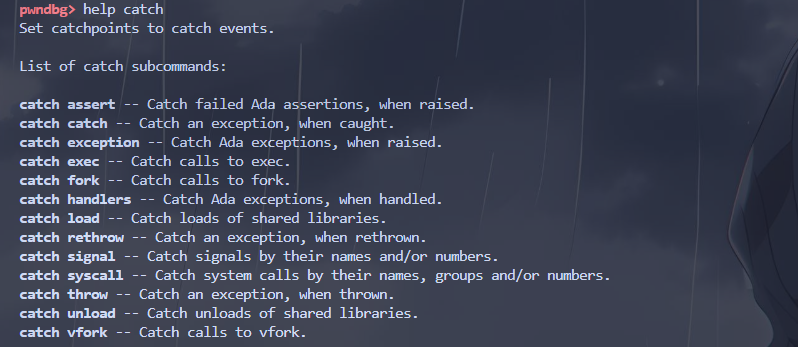 pwndbg> help catch
Set catchpoints to catch events.
List of catch subcommands:
catch assert -- Catch failed Ada assertions, when raised.
catch catch -- Catch an exception, when caught.
catch exception -- Catch Ada exceptions, when raised.
catch exec -- Catch calls to exec.
catch fork -- Catch calls to fork.
catch handlers -- Catch Ada exceptions, when handled.
catch load -- Catch loads of shared libraries.
catch rethrow -- Catch an exception, when rethrown.
catch signal -- Catch signals by their names and/or numbers.
catch syscall -- Catch system calls by their names, groups and/or numbers.
catch throw -- Catch an exception, when thrown.
catch unload -- Catch unloads of shared libraries.
catch vfork -- Catch calls to vfork.